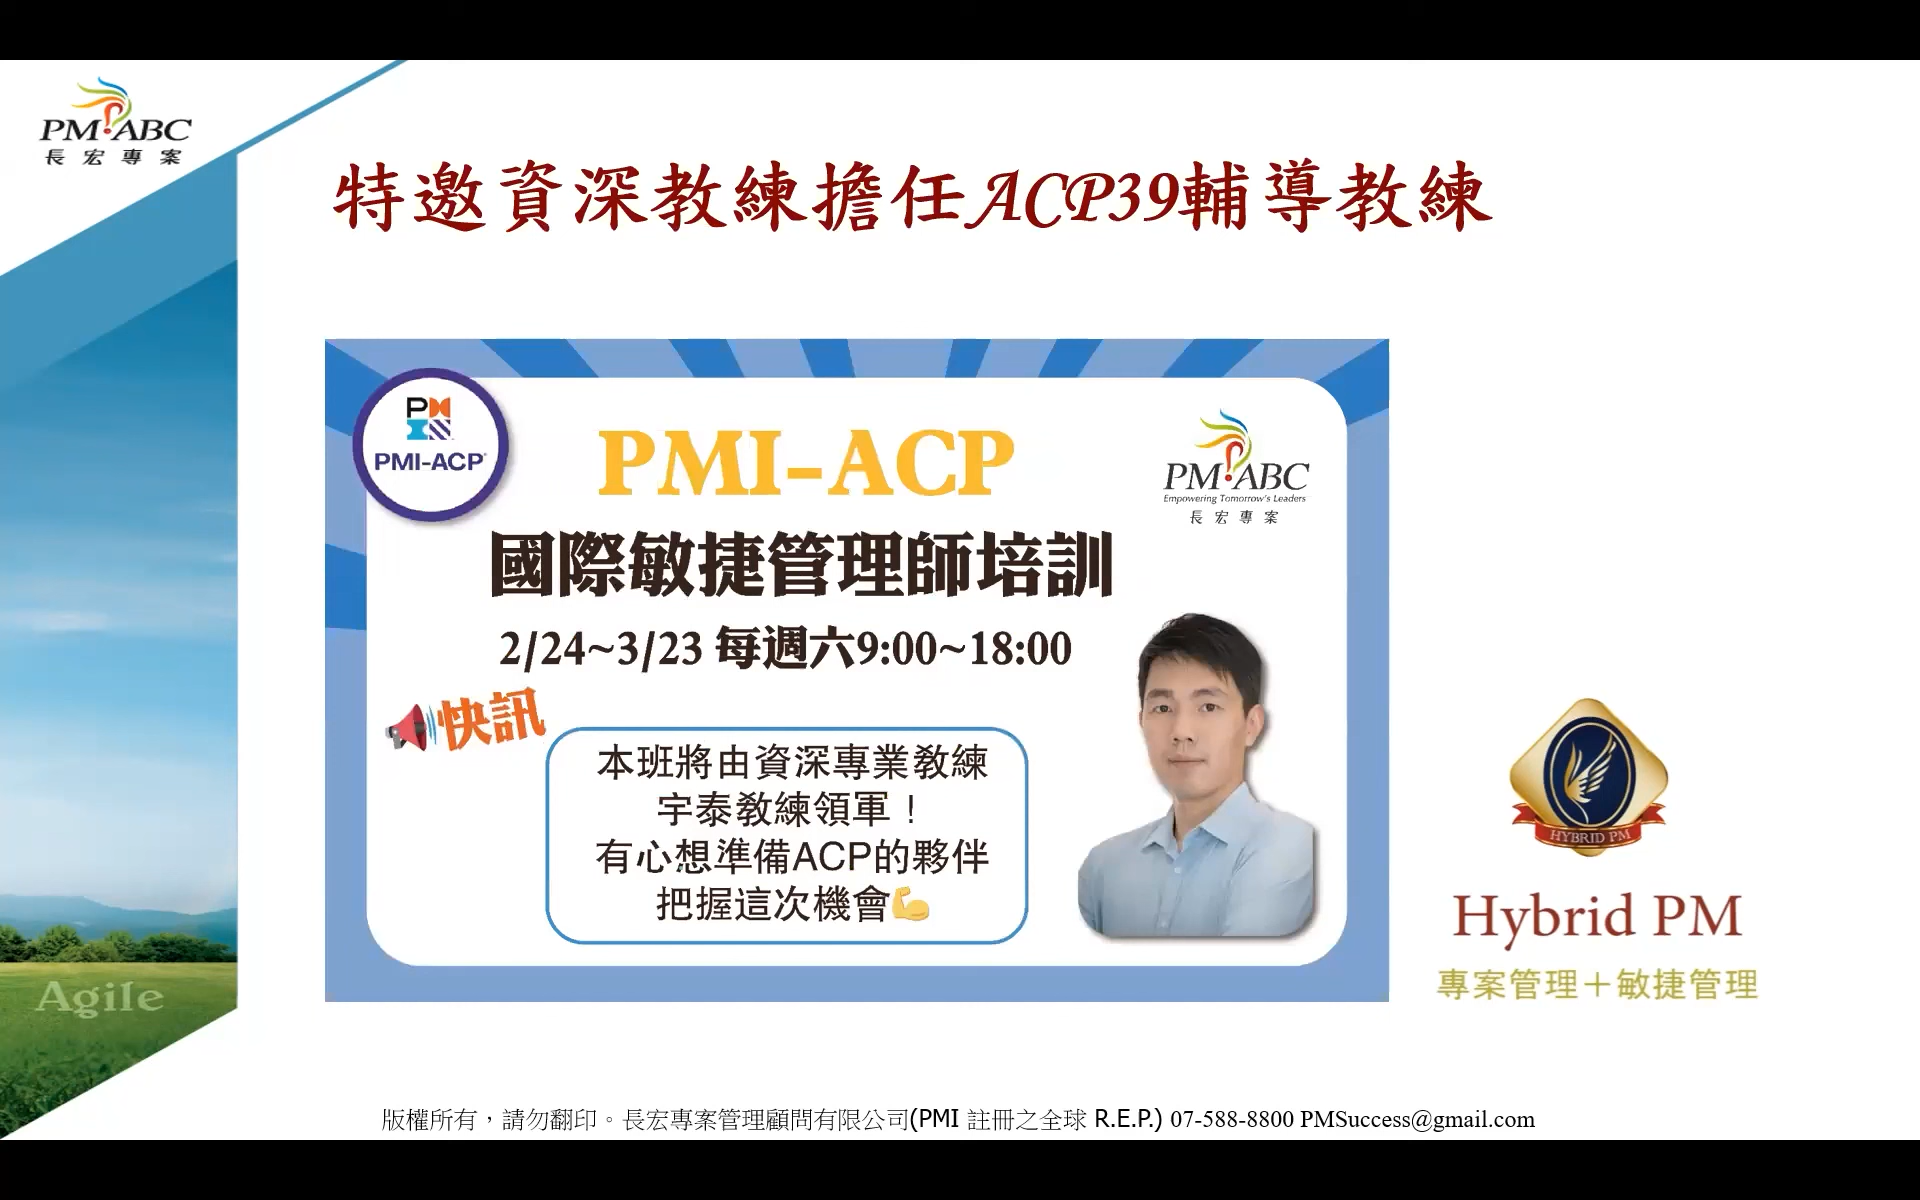 PM ABC
長宏專案
特邀資深教練擔任ACP39輔導教練
PMI-ACP
PMI-ACP
PM ABC
Empowering Tomorrow's Leaders
長宏專案
國際敏捷管理師培訓
2/24~3/23 每週六9:00~18:00
快訊
本班將由資深專業教練
宇泰教練領軍！
有心想準備ACP的夥伴
把握這次機會💪
HYBRID PM
Hybrid PM
專案管理＋敏捷管理
Agile
版權所有，請勿翻印。長宏專案管理顧問有限公司(PMI 註冊之全球 R.E.P.) 07-588-8800 PMSuccess@gmail.com